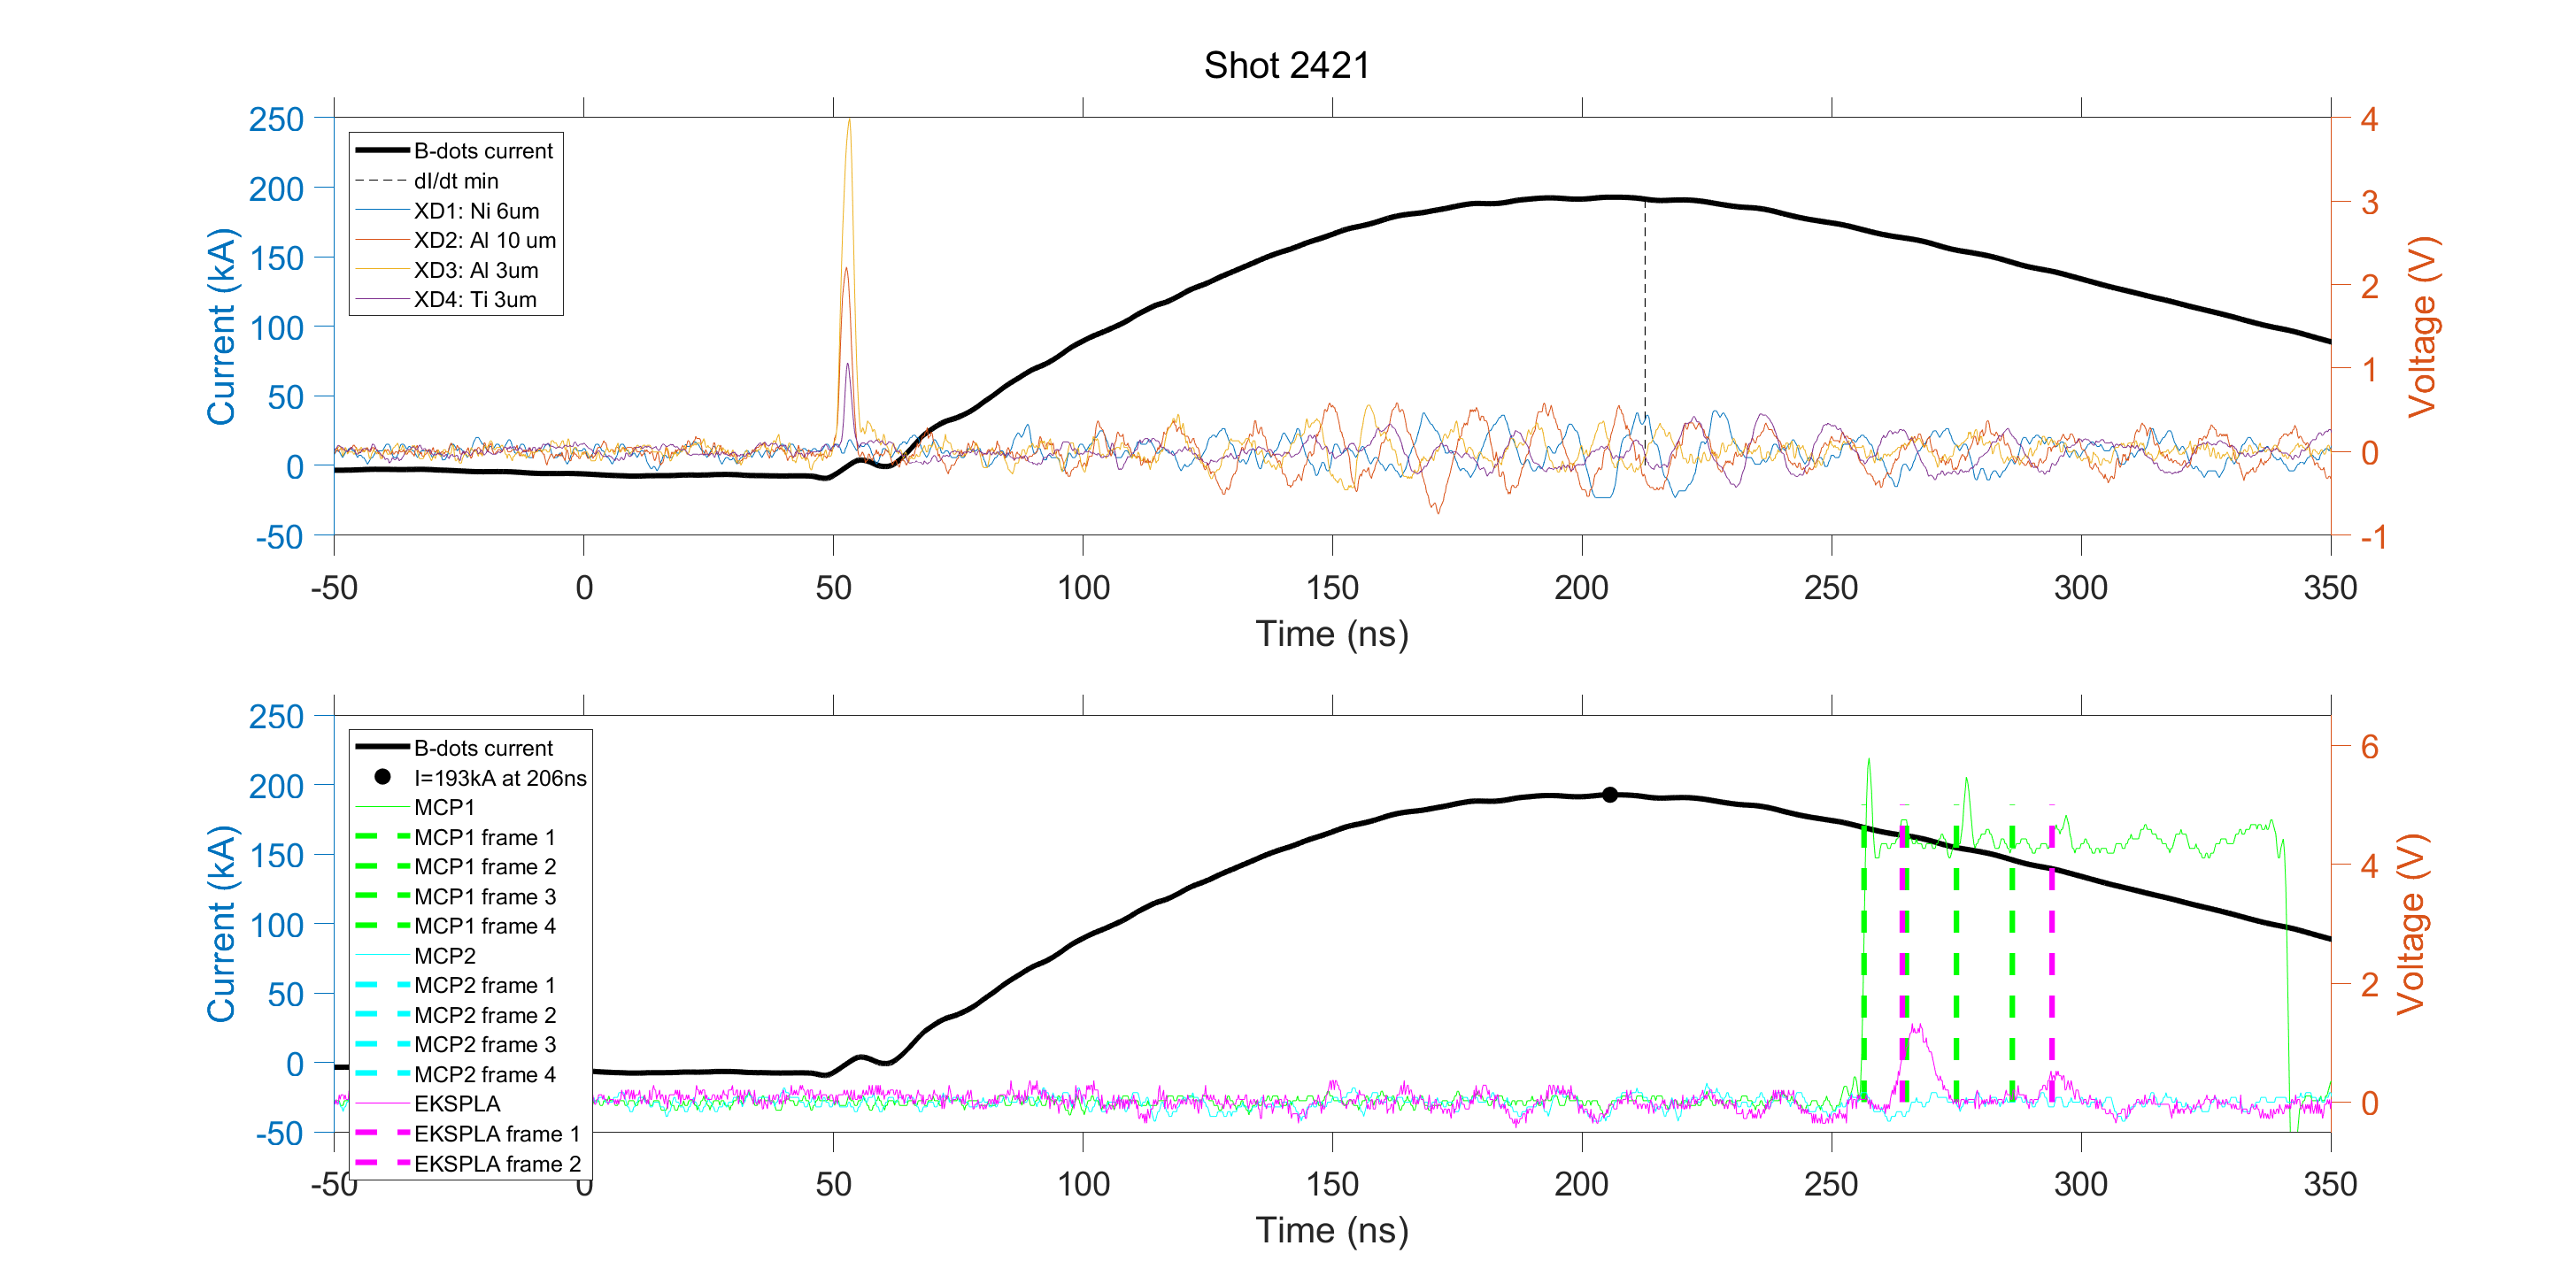 Shot 2421
250
200
150
100
50
0
-50
Current (kA)
B-dots current
dI/dt min
XD1: Ni 6um
XD2: Al 10 um
XD3: Al 3um
XD4: Ti 3um
4
3
2
1
0
-1
Voltage (V)
-50 0 50 100 150 200 250 300 350
Time (ns)
250
200
150
100
50
0
-50
Current (kA)
B-dots current
I=193kA at 206ns
MCP1
MCP1 frame 1
MCP1 frame 2
MCP1 frame 3
MCP1 frame 4
MCP2
MCP2 frame 1
MCP2 frame 2
MCP2 frame 3
MCP2 frame 4
EKSPLA
EKSPLA frame 1
EKSPLA frame 2
6
4
2
0
Voltage (V)
-50 0 50 100 150 200 250 300 350
Time (ns)